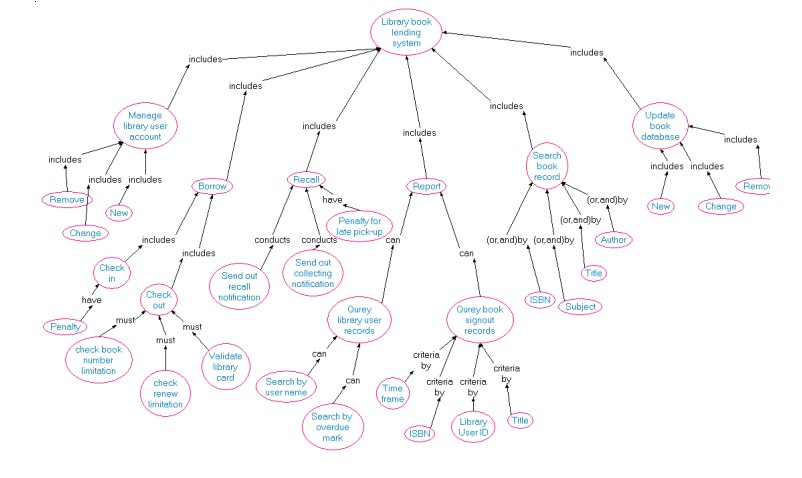 Library book
lending
system
includes
includes
includes
includes
includes
includes
Manage
library user
account
Update
book
database
Search
book
record
includes
includes
includes
Remove
Change
New
Borrow
Recall
Report
includes
includes
includes
New
Change
Remov
have
Penalty for
late pick-up
(or,and)by
(or,and)by
(or,and)by
(or,and)by
Author
Title
ISBN
Subject
includes
includes
conducts
conducts
can
can
Check
in
Send out
recall
notification
Send out
collecting
notification
have
Check
out
Penalty
must
must
must
check book
number
limitation
check
renew
limitation
Validate
library
card
Qurey
library user
records
Qurey book
signout
records
can
can
Search by
user name
Search by
overdue
mark
criteria
by
criteria
by
criteria
by
criteria
by
Time
frame
ISBN
Library
User ID
Title